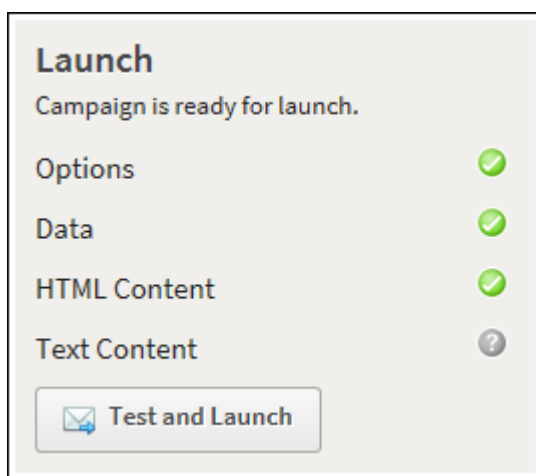 Launch
Campaign is ready for launch.
Options
Data
HTML Content
Text Content
?
Test and Launch